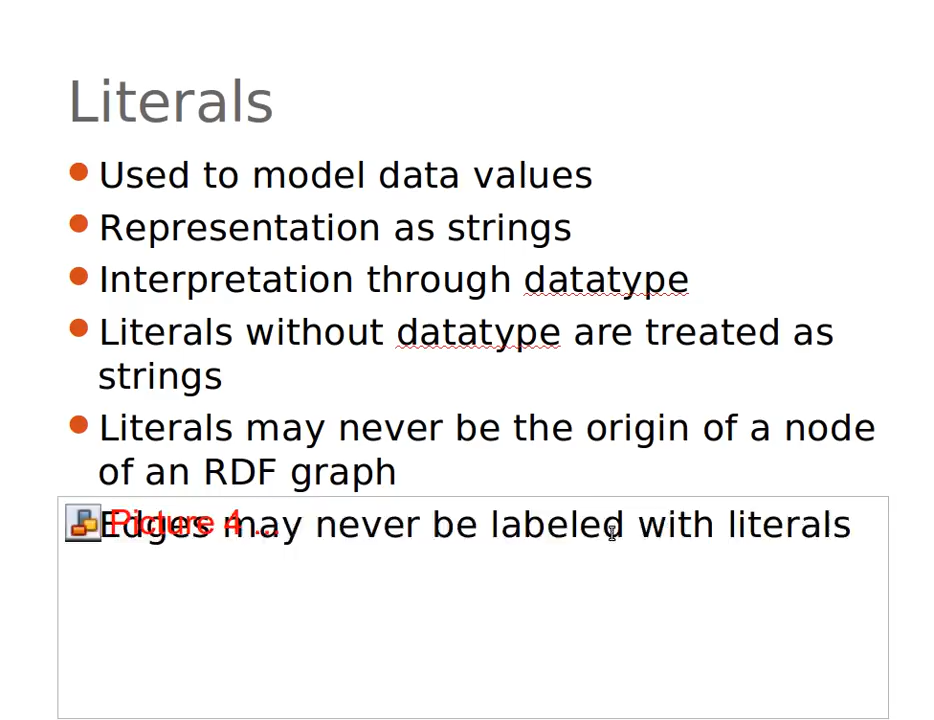 Literals
Used to model data values
Representation as strings
Interpretation through datatype
Literals without datatype are treated as
strings
Literals may never be the origin of a node
of an RDF graph
Edges may never be labeled with literals
Picture 4 ...